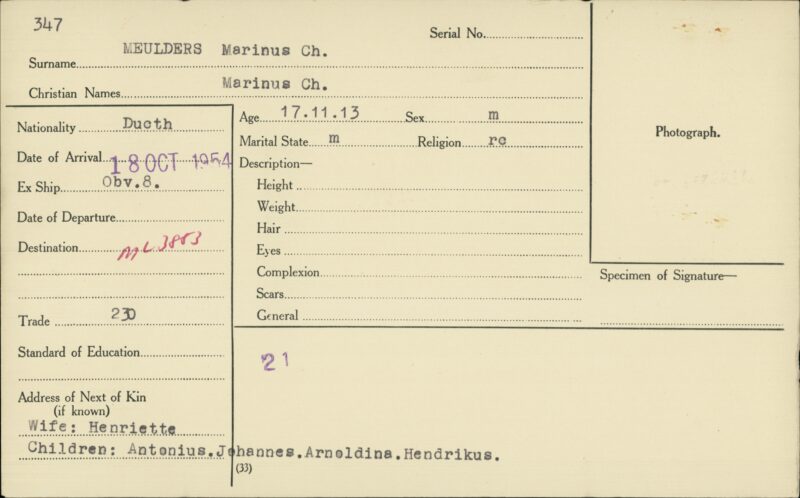 347
Serial No.
Surname MEULDERS Marinus Ch.
Christian Names Marinus Ch.
Nationality Ducth
Date of Arrival 18 OCT 1954
Ex Ship Obv.8.
Date of Departure
Destination ML 3883
Trade 230
Standard of Education
Address of Next of Kin
(if known)
Wife: Henriette
Children: Antonius.Johannes.Arnoldina.Hendrikus.
(33)
Age 17.11.13 Sex m
Marital State m Religion rc
Description—
Height
Weight
Hair
Eyes
Complexion
Scars
General
21
Photograph.
Specimen of Signature—